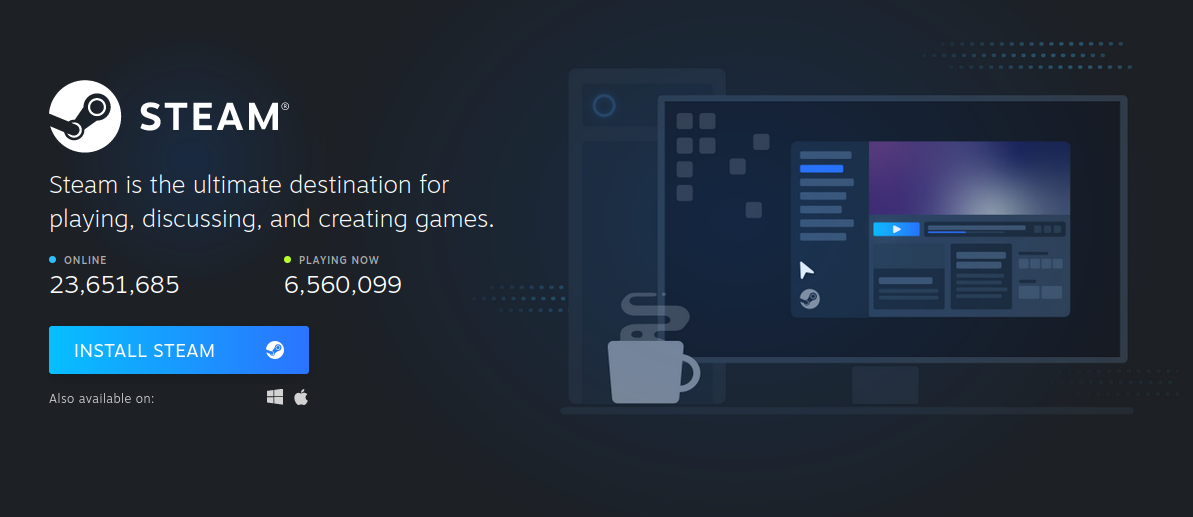 STEAM®
Steam is the ultimate destination for
playing, discussing, and creating games.
ONLINE
23,651,685
PLAYING NOW
6,560,099
INSTALL STEAM
Also available on: